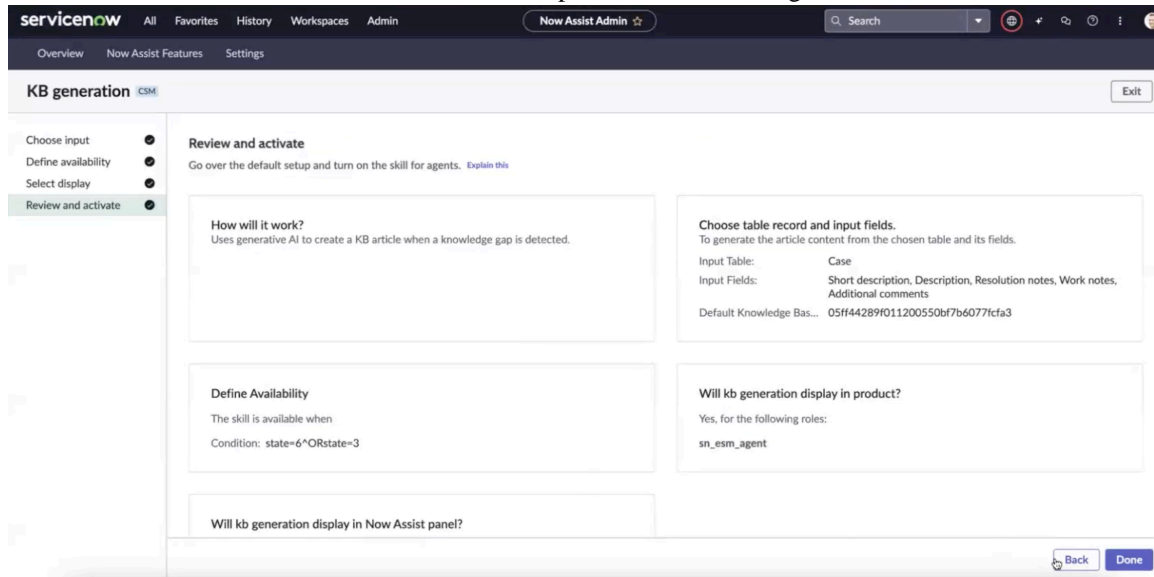 servicenow All Favorites History Workspaces Admin Now Assist Admin Search
Overview Now Assist Features Settings
KB generation CSM Exit
Choose input
Define availability
Select display
Review and activate
Review and activate
Go over the default setup and turn on the skill for agents. Explain this
How will it work?
Uses generative AI to create a KB article when a knowledge gap is detected.
Choose table record and input fields.
To generate the article content from the chosen table and its fields.
Input Table: Case
Input Fields: Short description, Description, Resolution notes, Work notes,
Additional comments
Default Knowledge Bas... 05ff44289f011200550bf7b6077fcfa3
Define Availability
The skill is available when
Condition: state=6^ORstate=3
Will kb generation display in product?
Yes, for the following roles:
sn_esm_agent
Will kb generation display in Now Assist panel?
Back Done